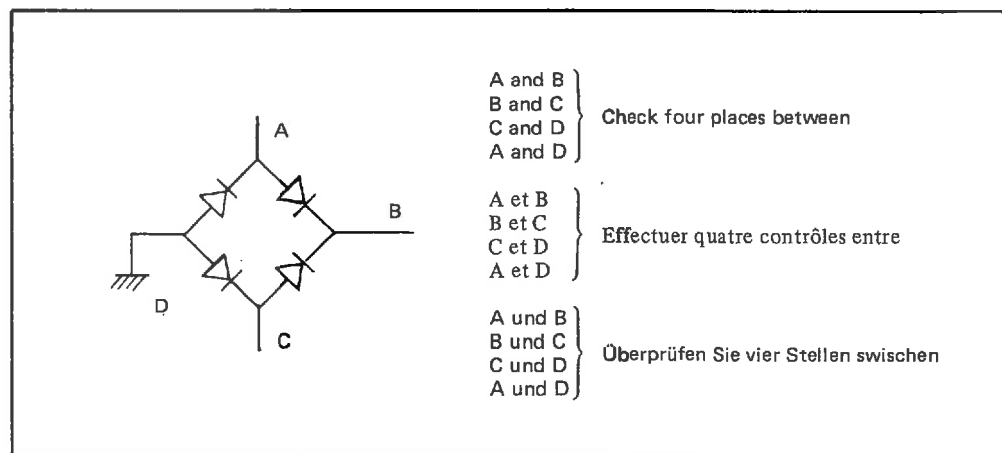 A
B
C
D
A and B
B and C
C and D
A and D
Check four places between
A et B
B et C
C et D
A et D
Effectuer quatre contrôles entre
A und B
B und C
C und D
A und D
Überprüfen Sie vier Stellen swischen